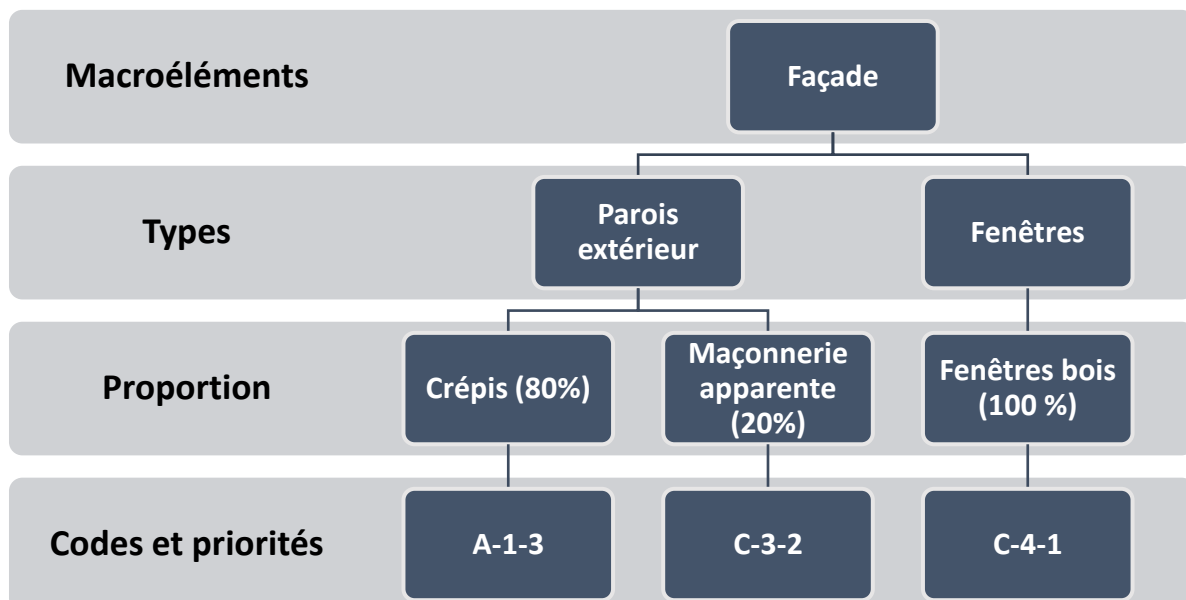 Macroéléments
Façade
Types
Parois
extérieur
Fenêtres
Proportion
Crépis (80%)
Maçonnerie
apparente
(20%)
Fenêtres bois
(100 %)
Codes et priorités
A-1-3
C-3-2
C-4-1